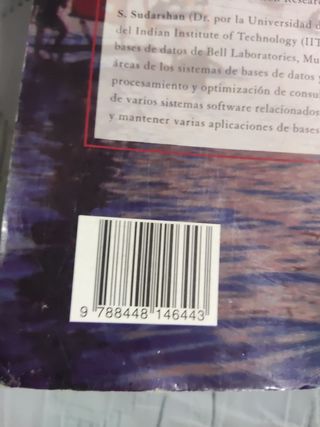 S. Sudarshan (Dr. por la Universidad
del Indian Institute of Technology (IIT
bases de datos de Bell Laboratories,
áreas de los sistemas de bases de datos
procesamiento y optimización de
de varios sistemas software relacionados
y mantener varias aplicaciones de bases
9 788448 146443